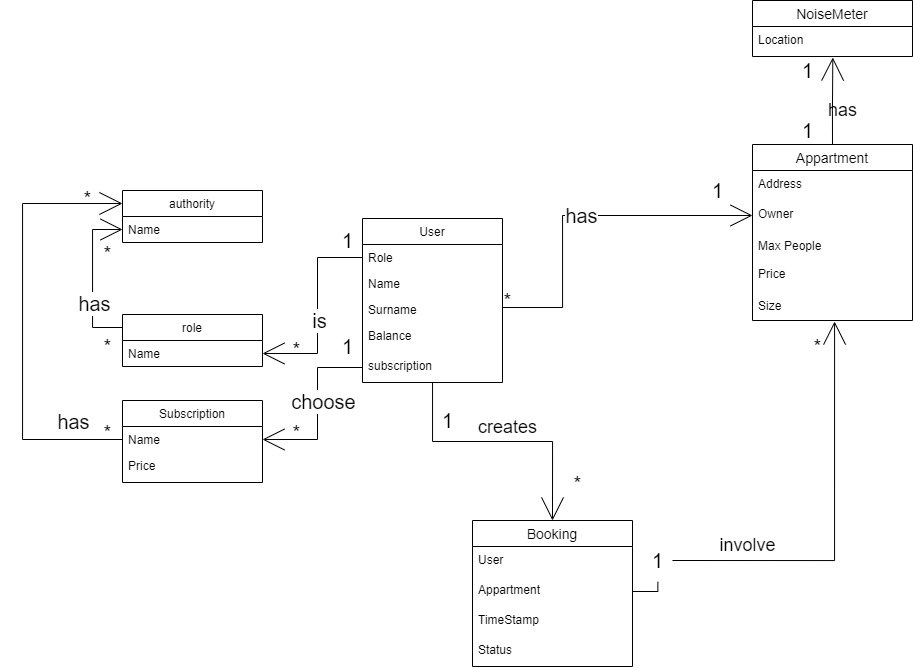 NoiseMeter
Location
1
has
1
Appartment
Address
Owner
Max People
Price
Size
1
has
*
*
authority
Name
*
has
*
role
Name
User
Role
Name
Surname
Balance
subscription
1
is
*
1
choose
*
Subscription
Name
Price
has
*
1
creates
*
Booking
User
Appartment
TimeStamp
Status
1
involve
*